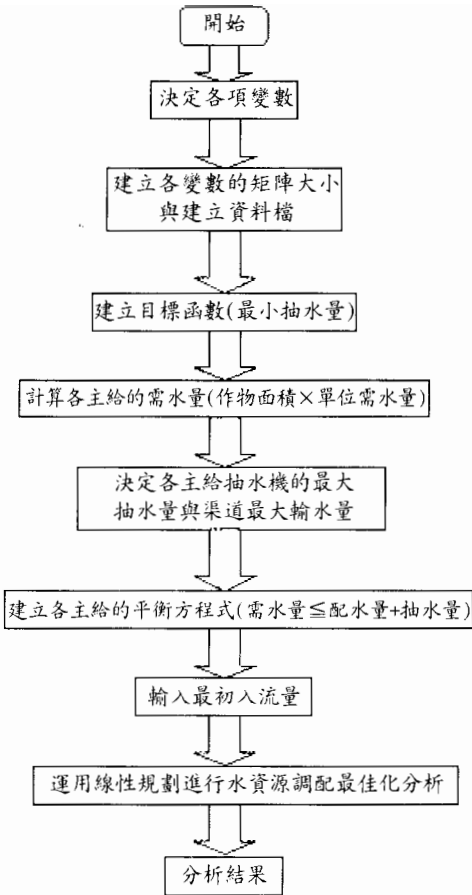 開始
決定各項變數
建立各變數的矩陣大小
與建立資料檔
建立目標函數(最小抽水量)
計算各主給的需水量(作物面積×單位需水量)
決定各主給抽水機的最大
抽水量與渠道最大輸水量
建立各主給的平衡方程式(需水量≦配水量+抽水量)
輸入最初入流量
運用線性規劃進行水資源調配最佳化分析
分析結果